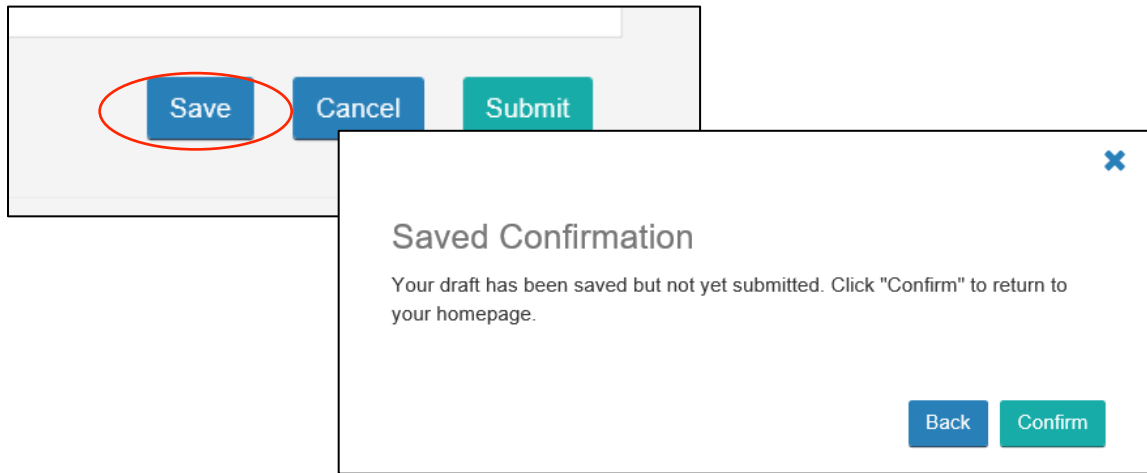 Save Cancel Submit
Saved Confirmation
Your draft has been saved but not yet submitted. Click "Confirm" to return to
your homepage.
Back Confirm